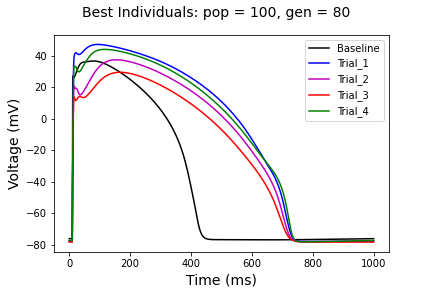 Best Individuals: pop = 100, gen = 80
Voltage (mV)
40
20
0
−20
−40
−60
−80
Baseline
Trial_1
Trial_2
Trial_3
Trial_4
0
200
400
600
800
1000
Time (ms)